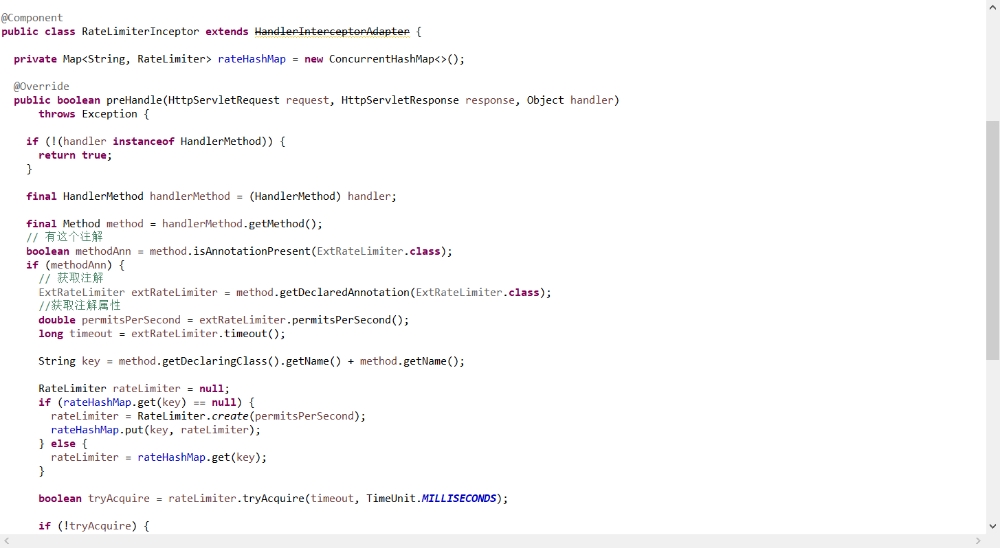 @Component
public class RateLimiterInceptor extends HandlerInterceptorAdapter {
private Map<String, RateLimiter> rateHashMap = new ConcurrentHashMap<>();
@Override
public boolean preHandle(HttpServletRequest request, HttpServletResponse response, Object handler)
throws Exception {
if (!(handler instanceof HandlerMethod)) {
return true;
}
final HandlerMethod handlerMethod = (HandlerMethod) handler;
final Method method = handlerMethod.getMethod();
// 有这个注解
boolean methodAnn = method.isAnnotationPresent(ExtRateLimiter.class);
if (methodAnn) {
// 获取注解
ExtRateLimiter extRateLimiter = method.getDeclaredAnnotation(ExtRateLimiter.class);
//获取注解属性
double permitsPerSecond = extRateLimiter.permitsPerSecond();
long timeout = extRateLimiter.timeout();
String key = method.getDeclaringClass().getName() + method.getName();
RateLimiter rateLimiter = null;
if (rateHashMap.get(key) == null) {
rateLimiter = RateLimiter.create(permitsPerSecond);
rateHashMap.put(key, rateLimiter);
} else {
rateLimiter = rateHashMap.get(key);
}
boolean tryAcquire = rateLimiter.tryAcquire(timeout, TimeUnit.MILLISECONDS);
if (!tryAcquire) {